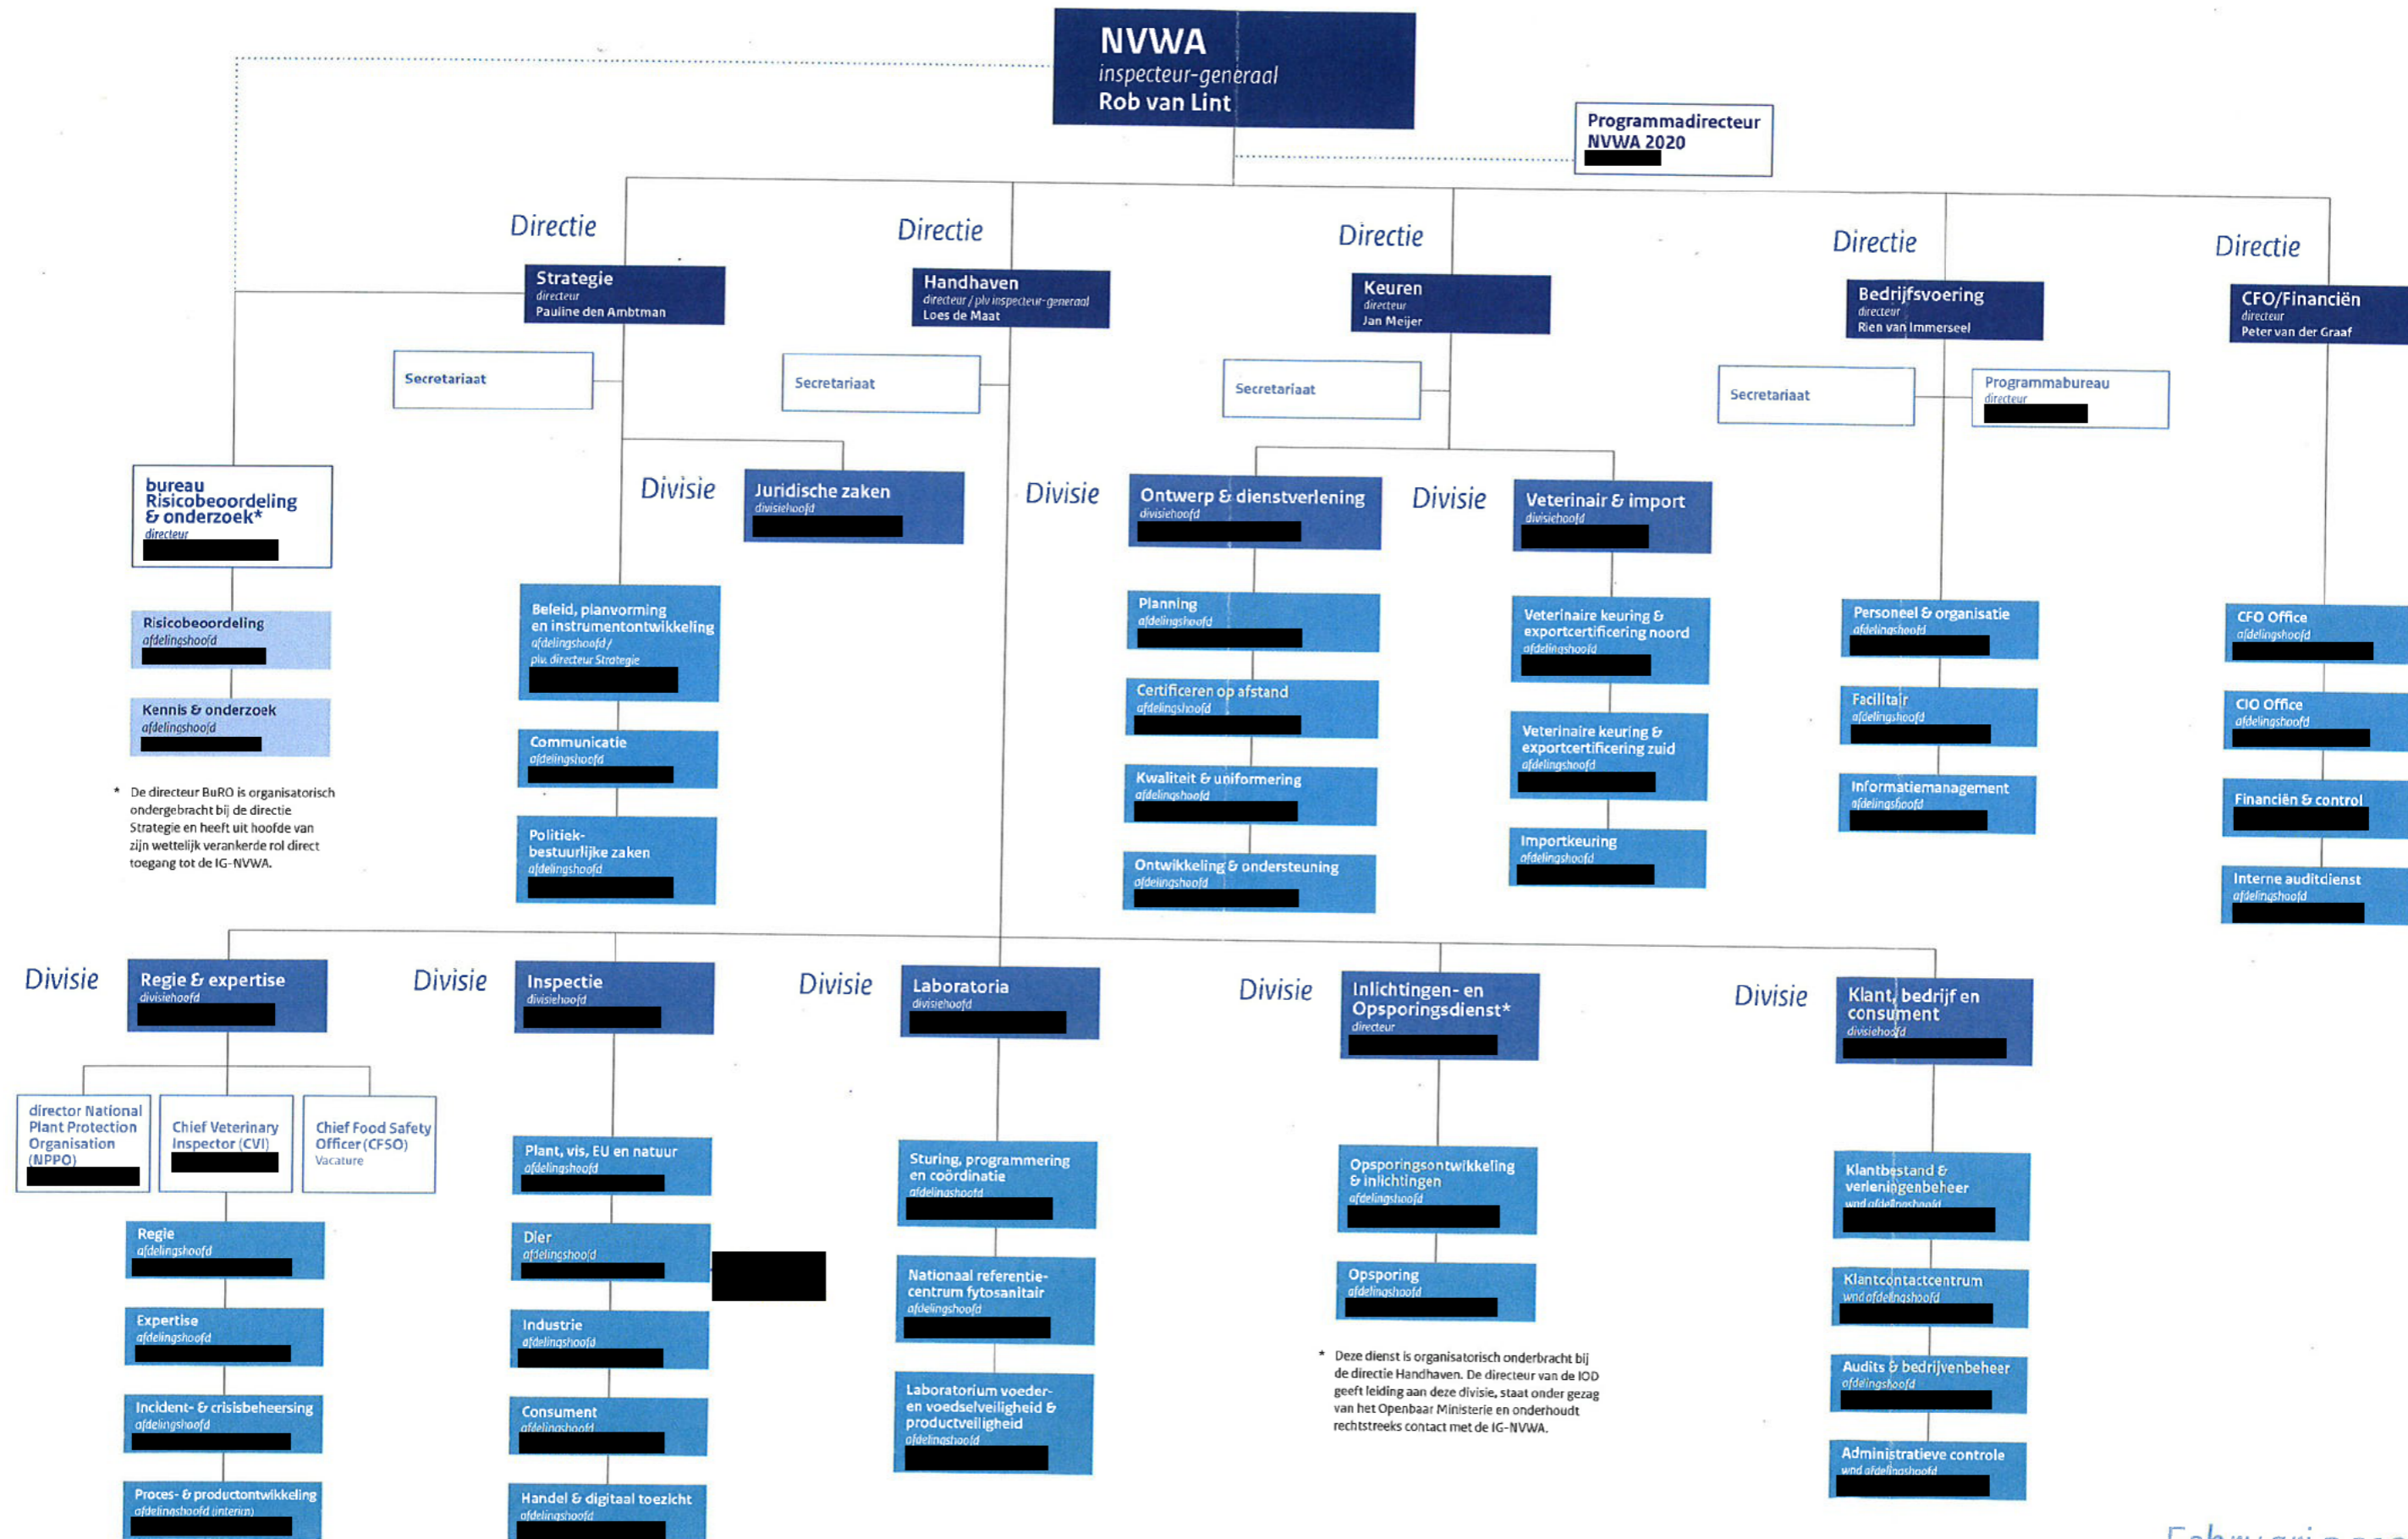 NVWA
inspecteur-generaal
Rob van Lint
Programmadirecteur
NVWA 2020
Directie
Strategie
directeur
Pauline den Ambtman
Directie
Handhaven
directeur / plv inspecteur-generaal
Loes de Maat
Directie
Keuren
directeur
Jan Meijer
Directie
Bedrijfsvoering
directeur
Rien van Immerseel
Directie
CFO/Financiën
directeur
Peter van der Graaf
Secretariaat
Secretariaat
Secretariaat
Secretariaat
Programmabureau
directeur
bureau
Risicobeoordeling
& onderzoek*
directeur
Risicobeoordeling
afdelingshoofd
Kennis & onderzoek
afdelingshoofd
* De directeur BuRO is organisatorisch
ondergebracht bij de directie
Strategie en heeft uit hoofde van
zijn wettelijk verankerde rol direct
toegang tot de IG-NVWA.
Divisie
Juridische zaken
divisiehoofd
Beleid, planvorming
en instrumentontwikkeling
afdelingshoofd /
plv. directeur Strategie
Communicatie
afdelingshoofd
Politiek-
bestuurlijke zaken
afdelingshoofd
Divisie
Ontwerp & dienstverlening
divisiehoofd
Planning
afdelingshoofd
Certificeren op afstand
afdelingshoofd
Kwaliteit & uniformering
afdelingshoofd
Ontwikkeling & ondersteuning
afdelingshoofd
Divisie
Veterinair & import
divisiehoofd
Veterinaire keuring &
exportcertificering noord
afdelingshoofd
Veterinaire keuring &
exportcertificering zuid
afdelingshoofd
Importkeuring
afdelingshoofd
Personeel & organisatie
afdelingshoofd
Facilitair
afdelingshoofd
Informatiemanagement
afdelingshoofd
CFO Office
afdelingshoofd
CIO Office
afdelingshoofd
Financiën & control
Interne auditdienst
afdelingshoofd
Divisie
Regie & expertise
divisiehoofd
director National
Plant Protection
Organisation
(NPPO)
Chief Veterinary
Inspector (CVI)
Chief Food Safety
Officer (CFSO)
Vacature
Regie
afdelingshoofd
Expertise
afdelingshoofd
Incident- & crisisbeheersing
afdelingshoofd
Proces- & productontwikkeling
afdelingshoofd (interim)
Divisie
Inspectie
divisiehoofd
Plant, vis, EU en natuur
afdelingshoofd
Dier
afdelingshoofd
Industrie
afdelingshoofd
Consument
afdelingshoofd
Handel & digitaal toezicht
afdelingshoofd
Divisie
Laboratoria
divisiehoofd
Sturing, programmering
en coördinatie
afdelingshoofd
Nationaal referentie-
centrum fytosanitair
afdelingshoofd
Laboratorium voeder-
en voedselveiligheid &
productveiligheid
afdelingshoofd
Divisie
Inlichtingen- en
Opsporingsdienst*
directeur
Opsporingsontwikkeling
& inlichtingen
afdelingshoofd
Opsporing
afdelingshoofd
* Deze dienst is organisatorisch onderbracht bij
de directie Handhaven. De directeur van de IOD
geeft leiding aan deze divisie, staat onder gezag
van het Openbaar Ministerie en onderhoudt
rechtstreeks contact met de IG-NVWA.
Divisie
Klant, bedrijf en
consument
divisiehoofd
Klantbestand &
verleningenbeheer
wnd afdelingshoofd
Klantcontactcentrum
wnd afdelingshoofd
Audits & bedrijvenbeheer
afdelingshoofd
Administratieve controle
wnd afdelingshoofd